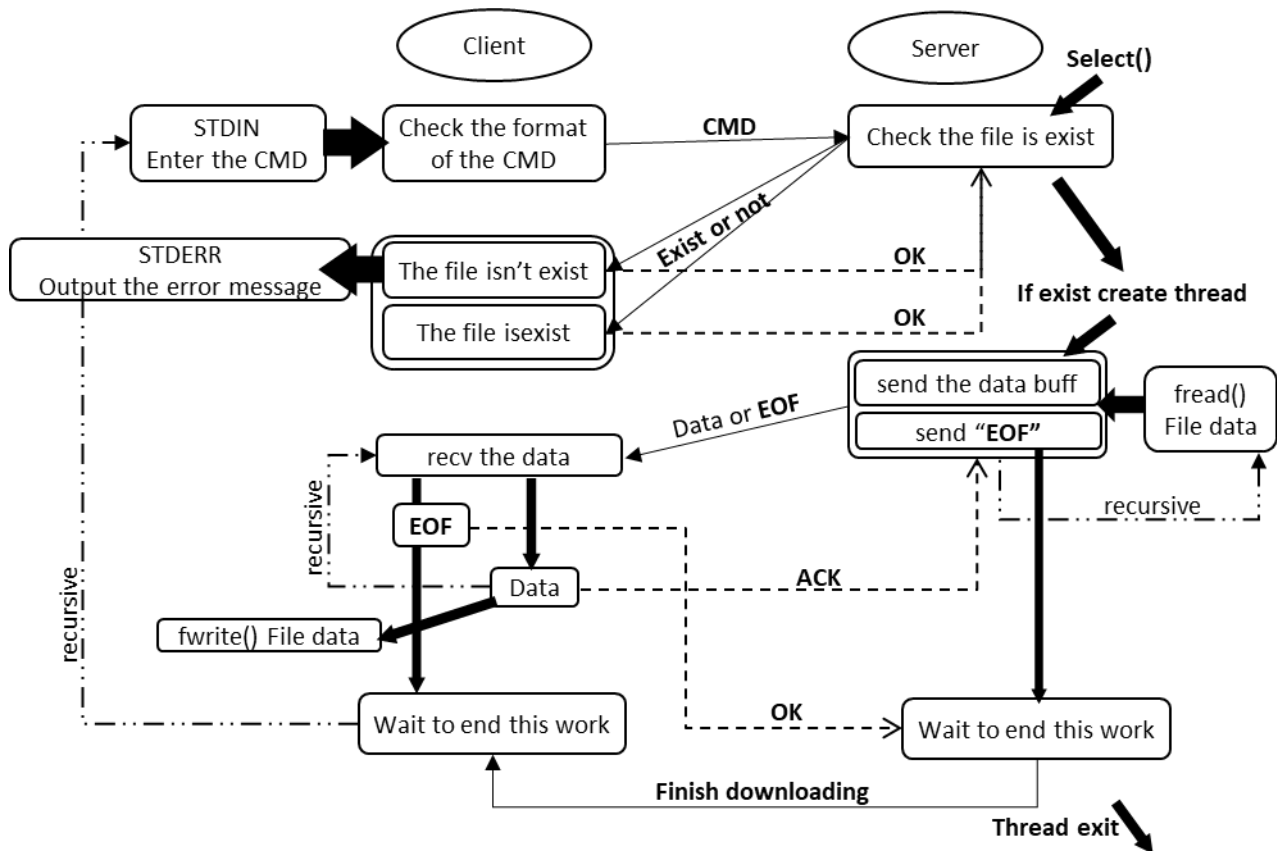 Client
Server
Select()
STDIN
Enter the CMD
Check the format
of the CMD
CMD
Check the file is exist
STDERR
Output the error message
The file isn't exist
Exist or not
OK
The file isexist
OK
If exist create thread
send the data buff
send “EOF”
fread()
File data
Data or EOF
recv the data
recursive
recursive
EOF
Data
ACK
fwrite() File data
recursive
Wait to end this work
OK
Wait to end this work
Finish downloading
Thread exit